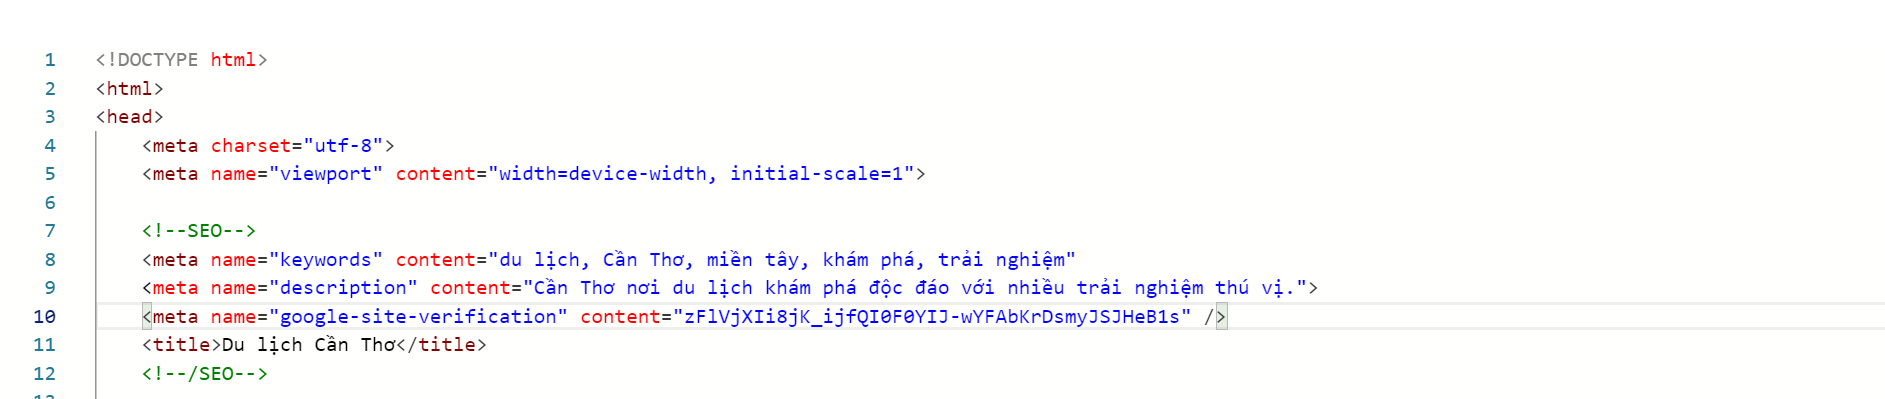 1 <!DOCTYPE html>
2 <html>
3 <head>
4 <meta charset="utf-8">
5 <meta name="viewport" content="width=device-width, initial-scale=1">
6
7 <!--SEO-->
8 <meta name="keywords" content="du lịch, Cần Thơ, miền tây, khám phá, trải nghiệm"
9 <meta name="description" content="Cần Thơ nơi du lịch khám phá độc đáo với nhiều trải nghiệm thú vị.">
10 <meta name="google-site-verification" content="zFlVjXIi8jK_ijfQI0F0YIJ-wYFAbKrDsmyJSJHeB1s" />
11 <title>Du lịch Cần Thơ</title>
12 <!--/SEO-->